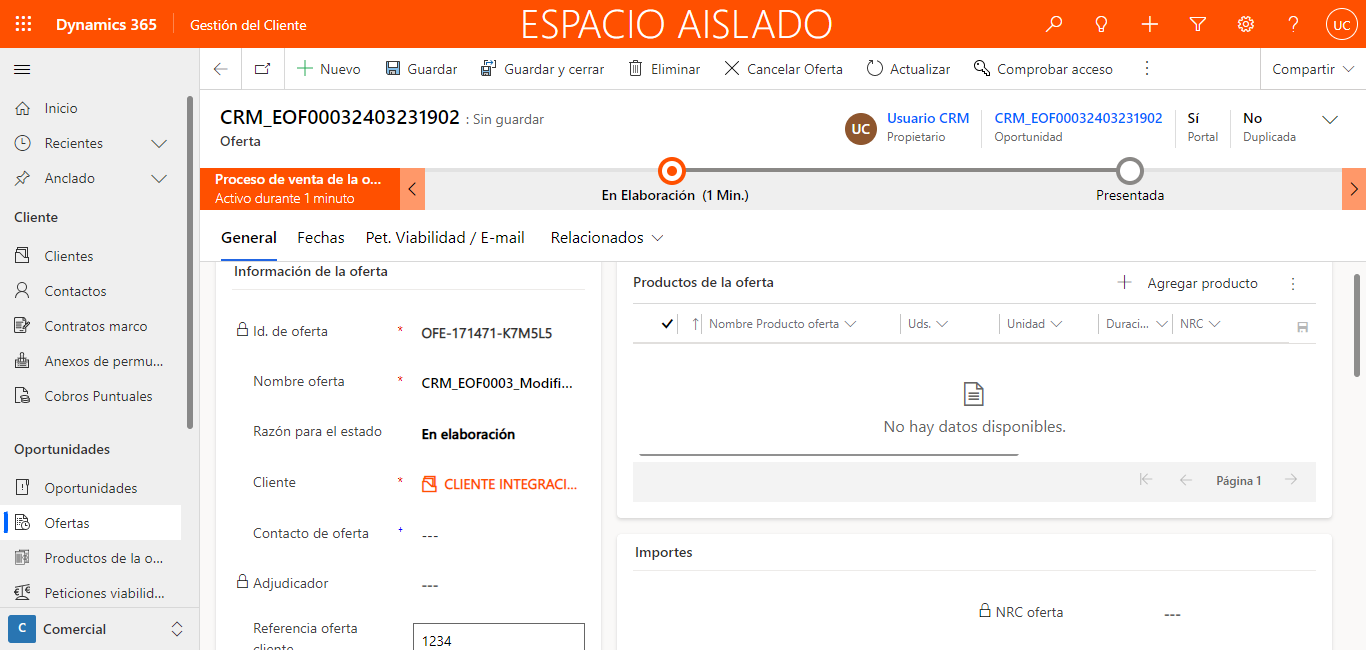 Dynamics 365
Gestión del Cliente
ESPACIO AISLADO
UC
Nuevo
Guardar
Guardar y cerrar
Eliminar
Cancelar Oferta
Actualizar
Comprobar acceso
Compartir
Inicio
Recientes
Anclado
Cliente
Clientes
Contactos
Contratos marco
Anexos de permu...
Cobros Puntuales
Oportunidades
Oportunidades
Ofertas
Productos de la o...
Peticiones viabilid...
C
Comercial
CRM_EOF00032403231902 : Sin guardar
Oferta
UC
Usuario CRM
Propietario
CRM_EOF00032403231902
Oportunidad
Sí
Portal
No
Duplicada
Proceso de venta de la o...
Activo durante 1 minuto
En Elaboración (1 Min.)
Presentada
General
Fechas
Pet. Viabilidad / E-mail
Relacionados
Información de la oferta
Id. de oferta * OFE-171471-K7M5L5
Nombre oferta * CRM_EOF0003_Modifi...
Razón para el estado En elaboración
Cliente * CLIENTE INTEGRACI...
Contacto de oferta + ---
Adjudicador ---
Referencia oferta
cliente
1234
Productos de la oferta
Agregar producto
Nombre Producto oferta
Uds.
Unidad
Duraci...
NRC
No hay datos disponibles.
Página 1
Importes
NRC oferta ---